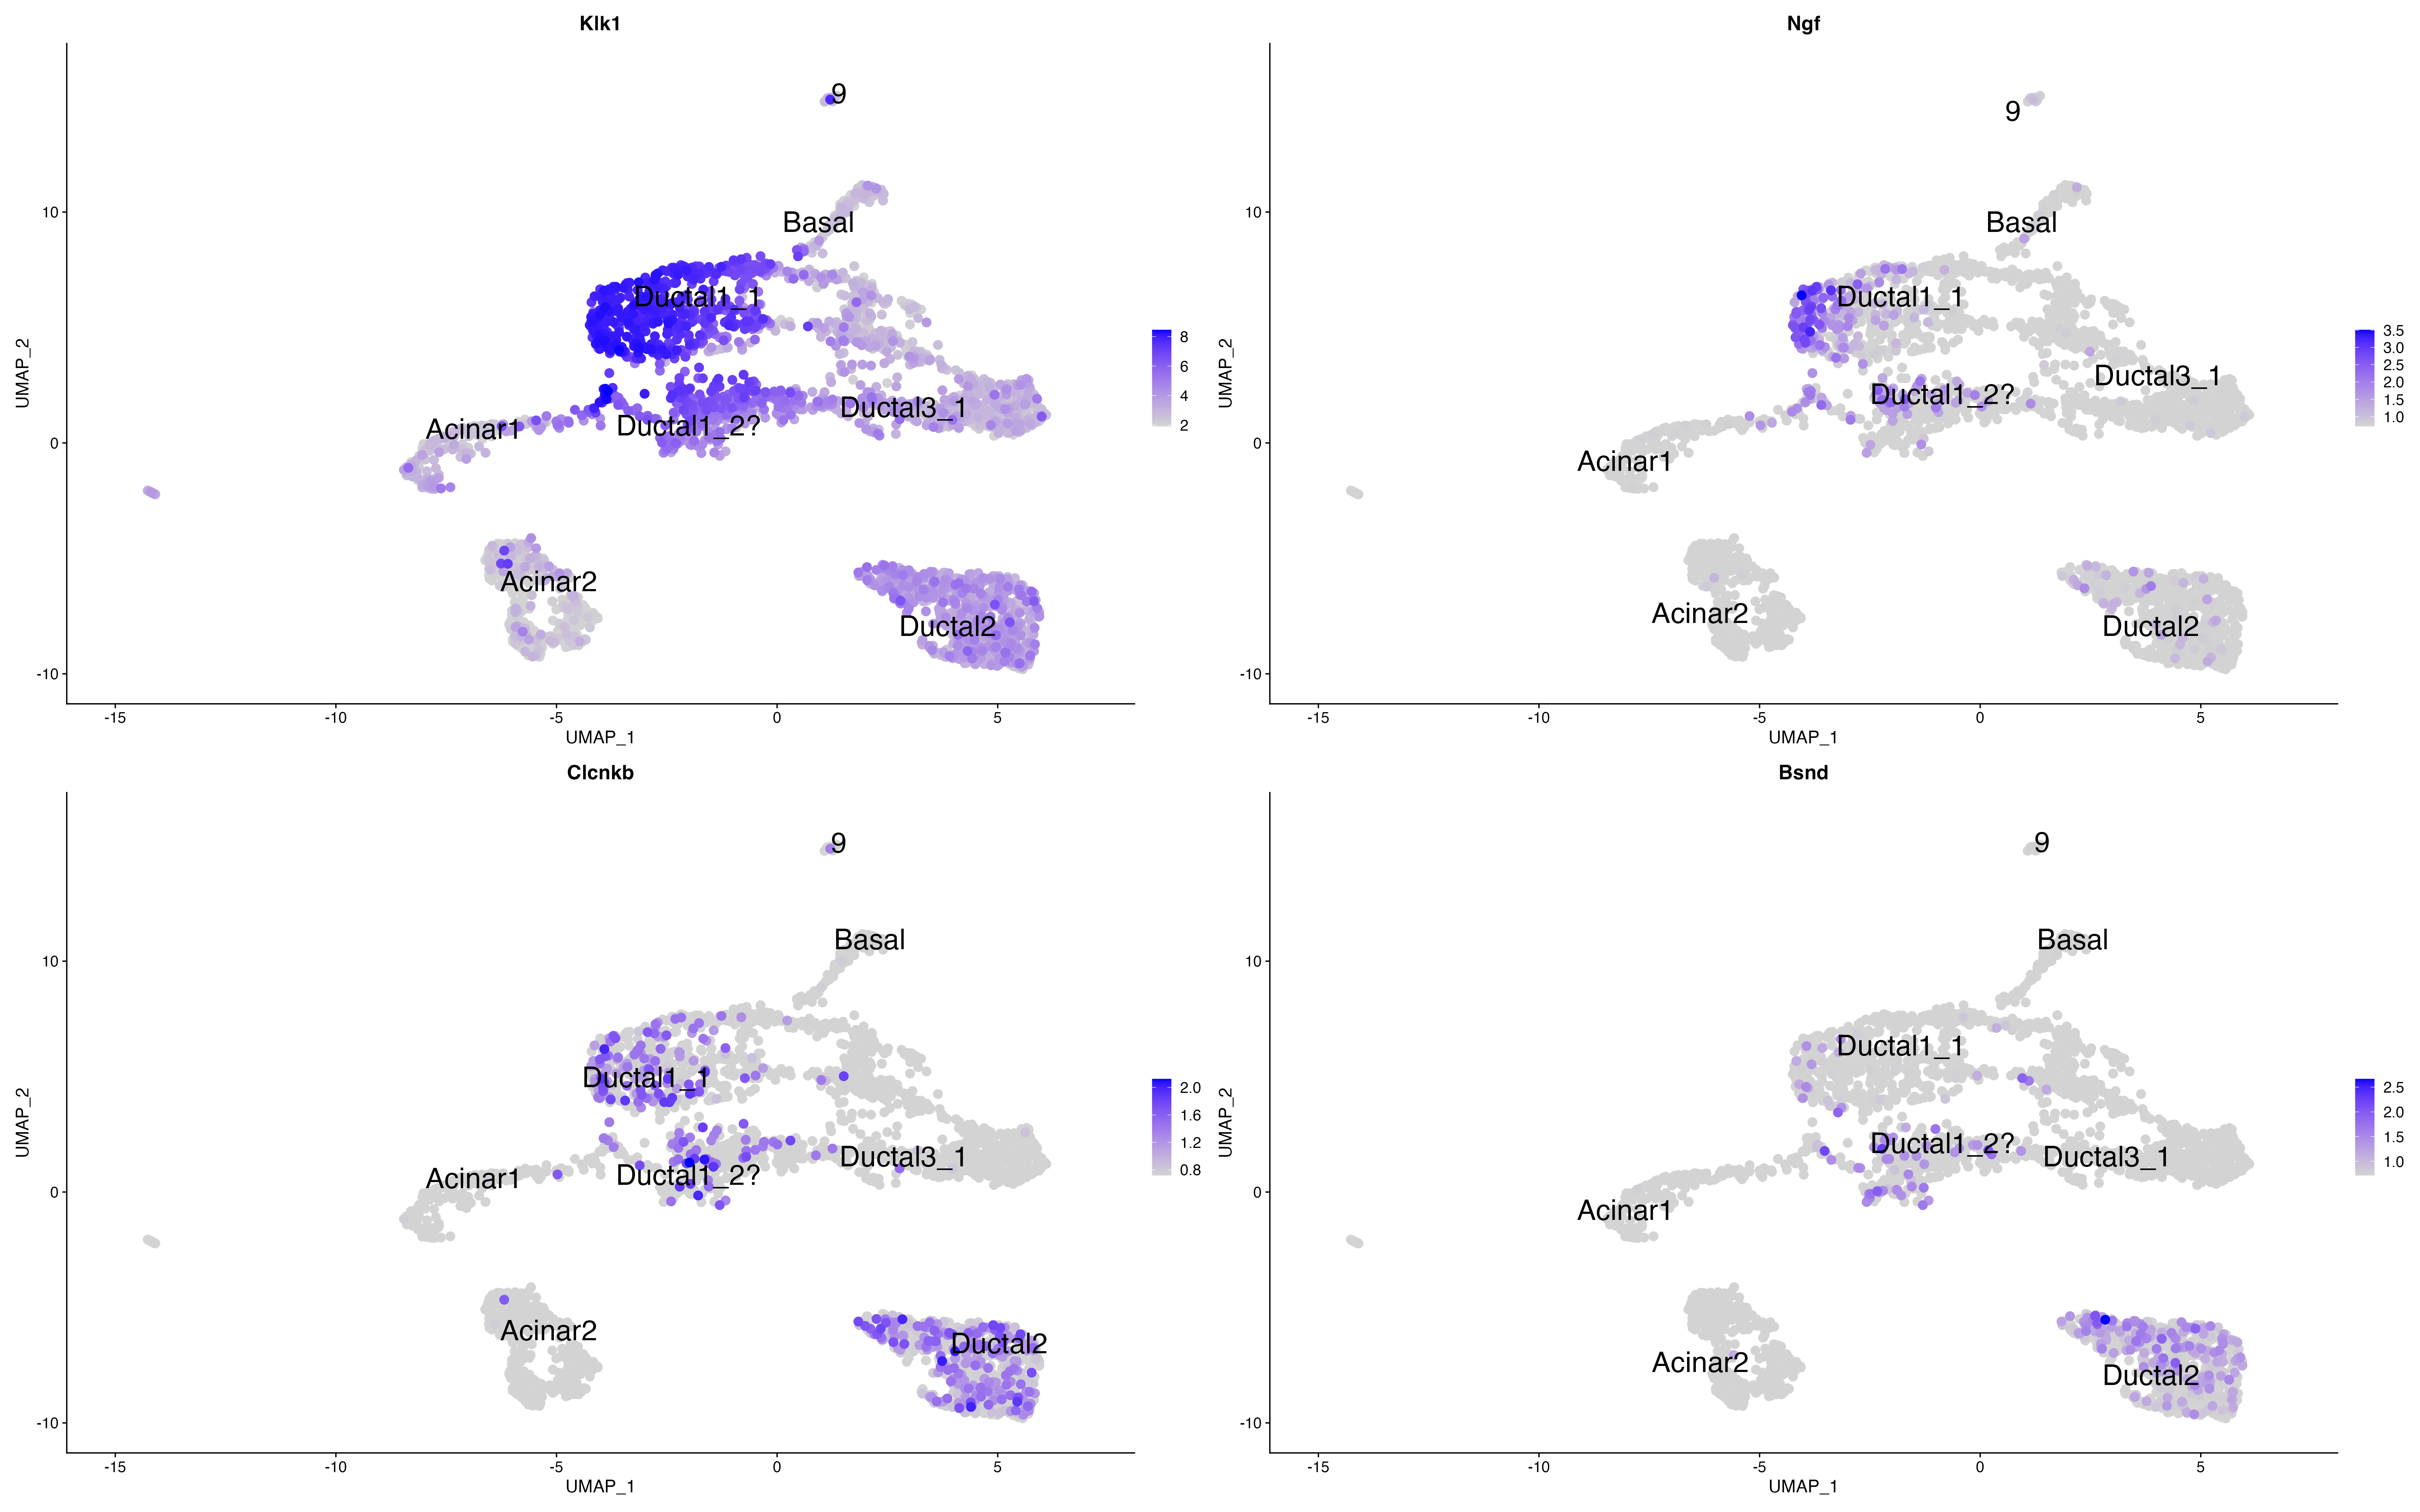 Klk1
9
Basal
Ductal1_1
Acinar1
Ductal1_2?
Ductal3_1
Acinar2
Ductal2
10
0
-10
UMAP_2
-15
-10
-5
0
5
UMAP_1
8
6
4
2
Ngf
9
Basal
Ductal1_1
Ductal1_2?
Ductal3_1
Acinar1
Acinar2
Ductal2
10
0
-10
UMAP_2
-15
-10
-5
0
5
UMAP_1
3.5
3.0
2.5
2.0
1.5
1.0
Clcnkb
9
Basal
Ductal1_1
Ductal3_1
Acinar1
Ductal1_2?
Acinar2
Ductal2
10
0
-10
UMAP_2
-15
-10
-5
0
5
UMAP_1
2.0
1.6
1.2
0.8
Bsnd
9
Basal
Ductal1_1
Ductal1_2?
Ductal3_1
Acinar1
Acinar2
Ductal2
10
0
-10
UMAP_2
-15
-10
-5
0
5
UMAP_1
2.5
2.0
1.5
1.0